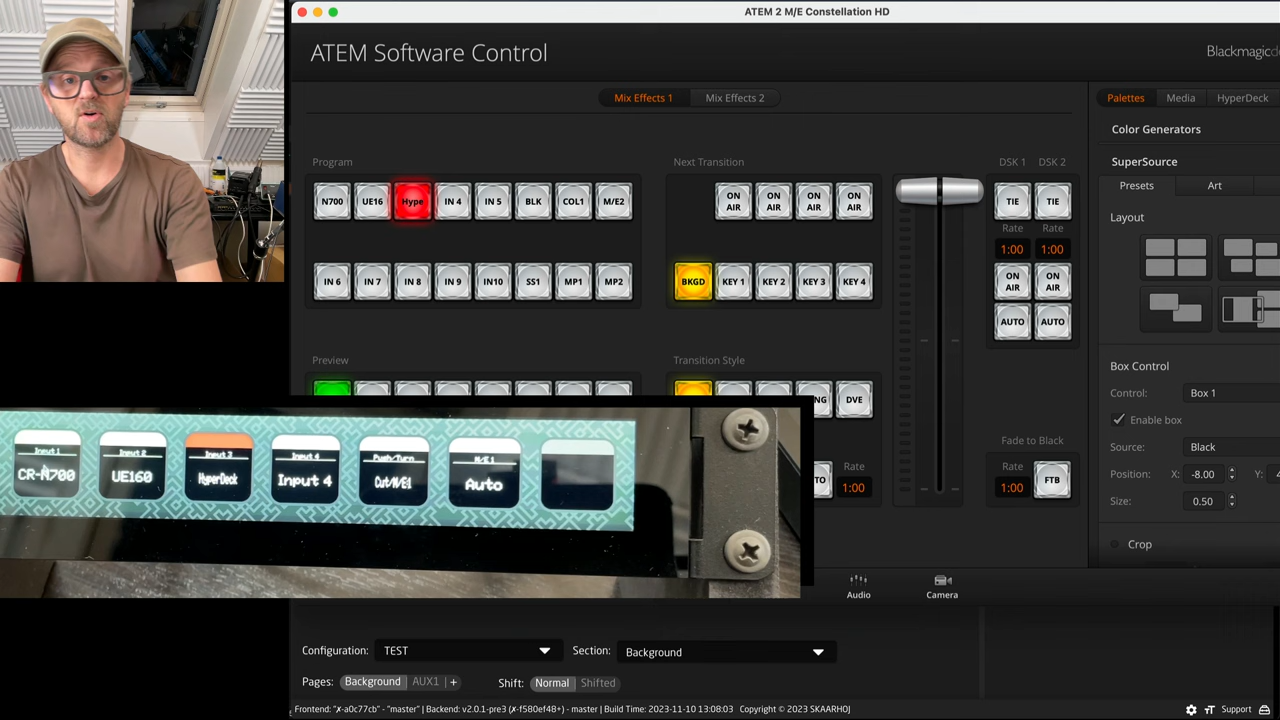 ATEM 2 M/E Constellation HD
ATEM Software Control
Blackmagicde
Mix Effects 1
Mix Effects 2
Palettes
Media
HyperDeck
Color Generators
SuperSource
Presets
Art
Layout
Program
N700
UE16
Hype
IN 4
IN 5
BLK
COL1
M/E2
IN 6
IN 7
IN 8
IN 9
IN10
SS1
MP1
MP2
Next Transition
ON AIR
ON AIR
ON AIR
ON AIR
BKGD
KEY 1
KEY 2
KEY 3
KEY 4
DSK 1
DSK 2
TIE
TIE
Rate
Rate
1:00
1:00
ON AIR
ON AIR
AUTO
AUTO
Preview
Transition Style
NG
DVE
Box Control
Control:
Box 1
Enable box
Source:
Black
Position:
X:
-8.00
Y:
Size:
0.50
Crop
TO
Rate
1:00
Fade to Black
Rate
1:00
FTB
Input 1
CR-N700
Input 2
UE160
Input 3
HyperDeck
Input 4
Input 4
Push/Turn
Cut/M/E:1
M/E 1
Auto
Audio
Camera
Configuration:
TEST
Section:
Background
Pages:
Background
AUX1
+
Shift:
Normal
Shifted
Frontend: "✗-a0c77cb" - "master" | Backend: v2.0.1-pre3 (✗-f580ef48+) - master | Build Time: 2023-11-10 13:08:03 Copyright © 2023 SKAARHOJ
Support